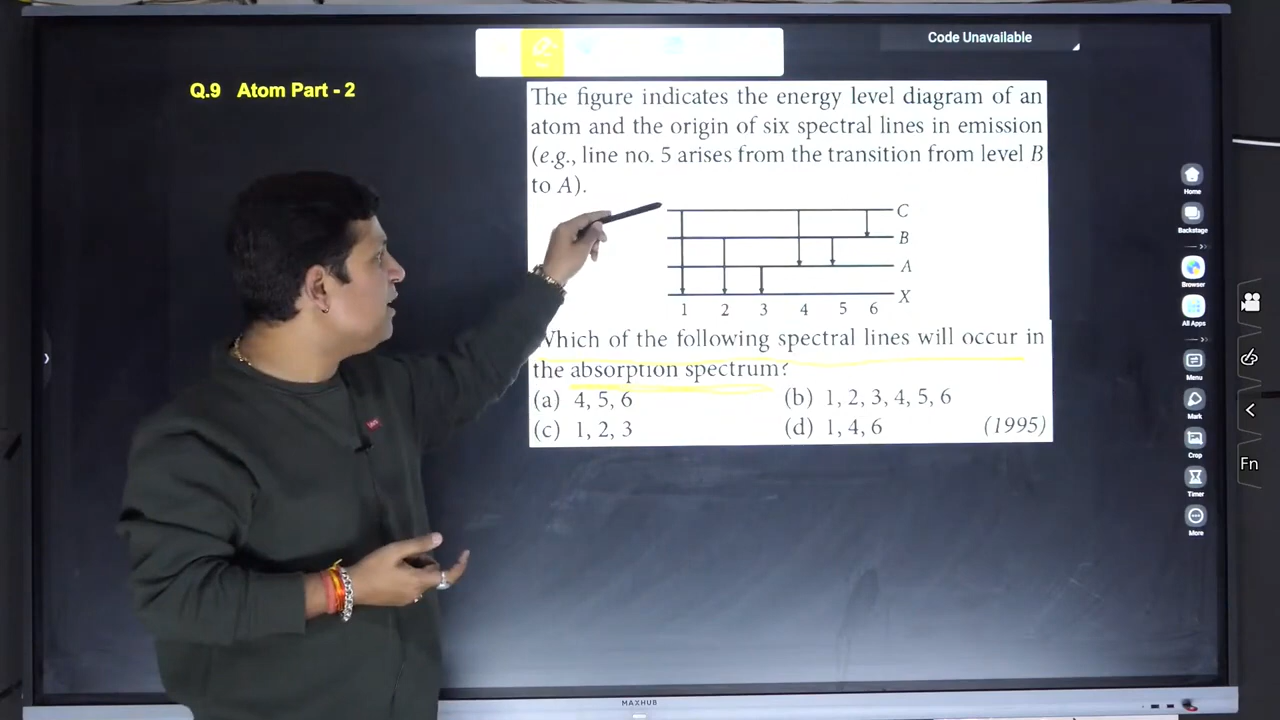 Code Unavailable
Q.9 Atom Part - 2
The figure indicates the energy level diagram of an
atom and the origin of six spectral lines in emission
(e.g., line no. 5 arises from the transition from level B
to A).
C
B
A
X
1 2 3 4 5 6
Which of the following spectral lines will occur in
the absorption spectrum?
(a) 4, 5, 6 (b) 1, 2, 3, 4, 5, 6
(c) 1, 2, 3 (d) 1, 4, 6 (1995)
Home
Backstage
Browser
All Apps
Menu
Mark
Crop
Timer
More
Fn
MAXHUB